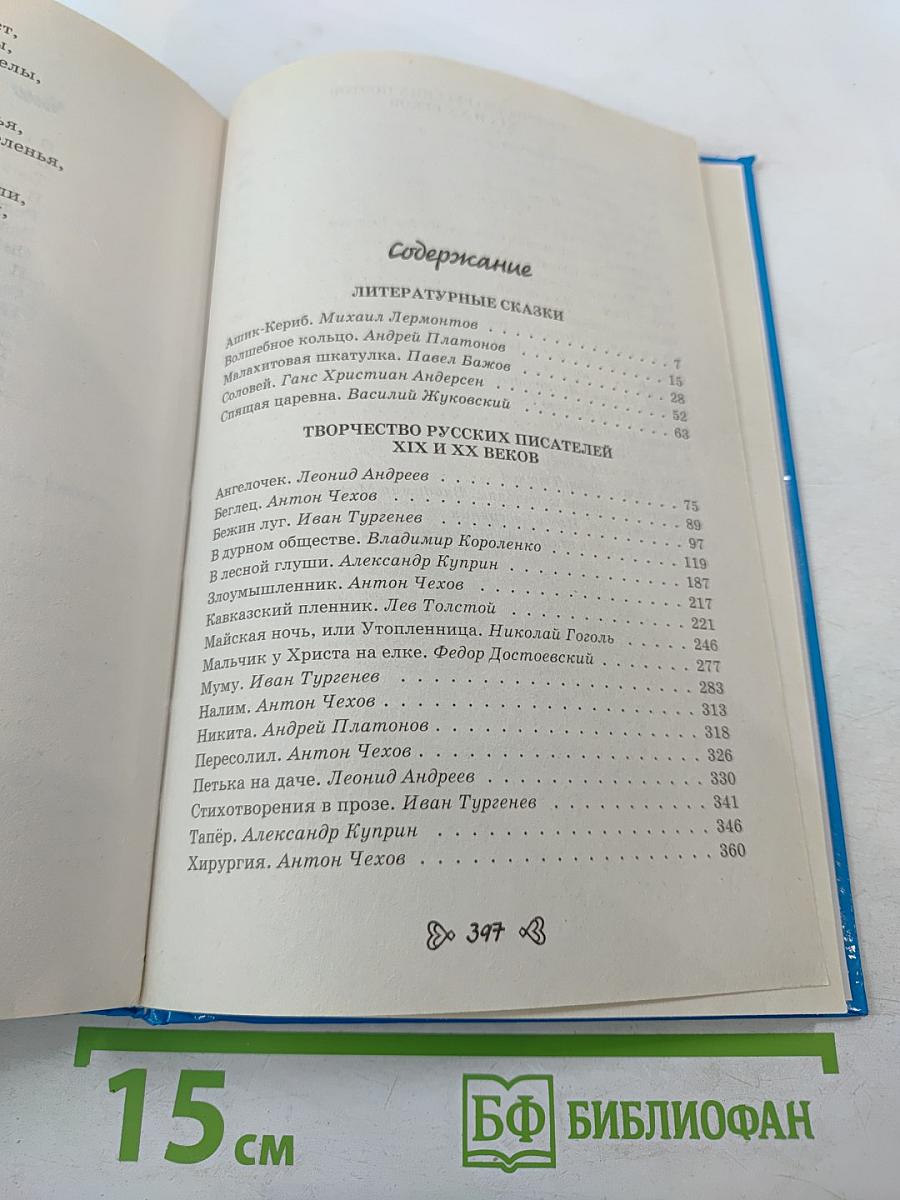 ет,
елы,
ья,
еленья,
ли,
Содержание
ЛИТЕРАТУРНЫЕ СКАЗКИ
Ашик-Кериб. Михаил Лермонтов . . . . . . . . . . . . . 7
Волшебное кольцо. Андрей Платонов . . . . . . . . . . 15
Малахитовая шкатулка. Павел Бажов . . . . . . . . . . 28
Соловей. Ганс Христиан Андерсен . . . . . . . . . . . . 52
Спящая царевна. Василий Жуковский . . . . . . . . . . 63
ТВОРЧЕСТВО РУССКИХ ПИСАТЕЛЕЙ
XIX И XX ВЕКОВ
Ангелочек. Леонид Андреев . . . . . . . . . . . . . . . 75
Беглец. Антон Чехов . . . . . . . . . . . . . . . . . . 89
Бежин луг. Иван Тургенев . . . . . . . . . . . . . . . 97
В дурном обществе. Владимир Короленко . . . . . . . . 119
В лесной глуши. Александр Куприн . . . . . . . . . . . 187
Злоумышленник. Антон Чехов . . . . . . . . . . . . . . 217
Кавказский пленник. Лев Толстой . . . . . . . . . . . . 221
Майская ночь, или Утопленница. Николай Гоголь . . . . . 246
Мальчик у Христа на елке. Федор Достоевский . . . . . . . 277
Муму. Иван Тургенев . . . . . . . . . . . . . . . . . . 283
Налим. Антон Чехов . . . . . . . . . . . . . . . . . . . 313
Никита. Андрей Платонов . . . . . . . . . . . . . . . . 318
Пересолил. Антон Чехов . . . . . . . . . . . . . . . . . 326
Петька на даче. Леонид Андреев . . . . . . . . . . . . . 330
Стихотворения в прозе. Иван Тургенев . . . . . . . . . . 341
Тапёр. Александр Куприн . . . . . . . . . . . . . . . . 346
Хирургия. Антон Чехов . . . . . . . . . . . . . . . . . . 360
397
15 см
БФ БИБЛИОФАН